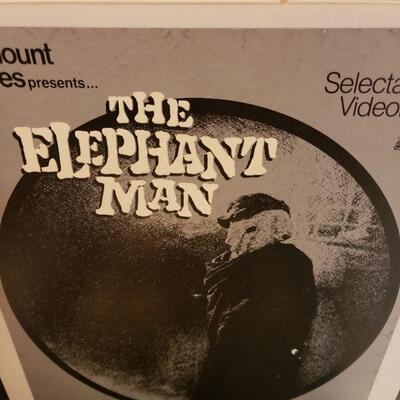 ount
es presents...
Selecta
Video
THE
ELEPHANT
MAN